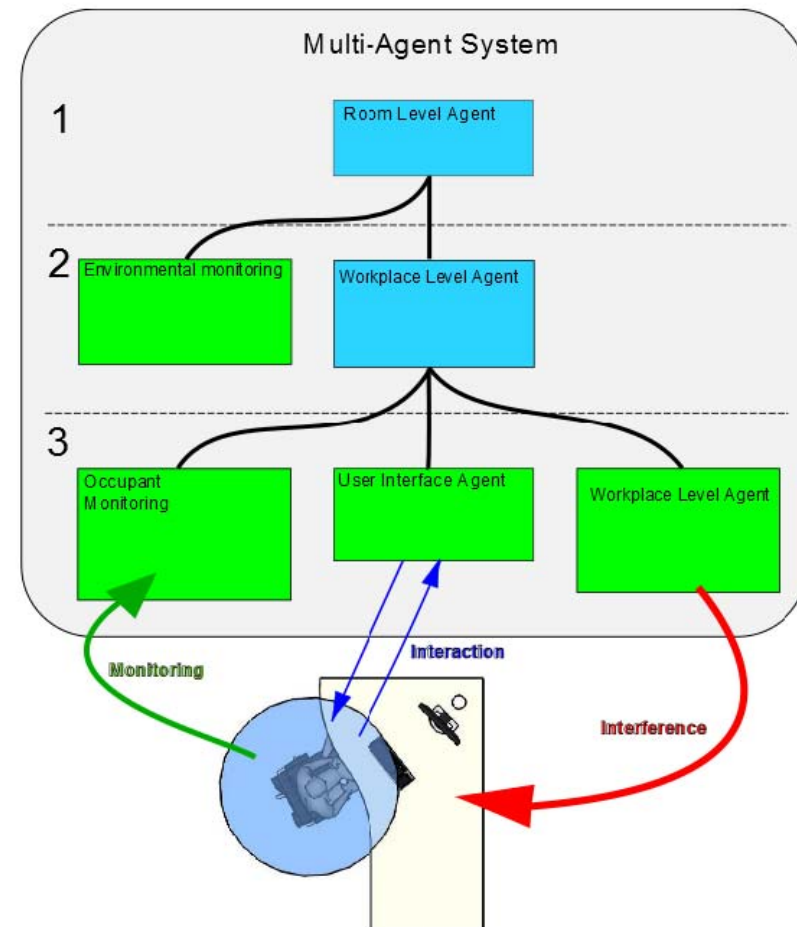 Multi-Agent System
1
Room Level Agent
2
Environmental monitoring
Workplace Level Agent
3
Occupant
Monitoring
User Interface Agent
Workplace Level Agent
Monitoring
Interaction
Interference